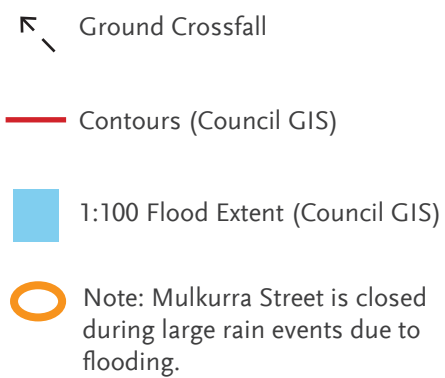 Ground Crossfall
Contours (Council GIS)
1:100 Flood Extent (Council GIS)
Note: Mulkurra Street is closed
during large rain events due to
flooding.